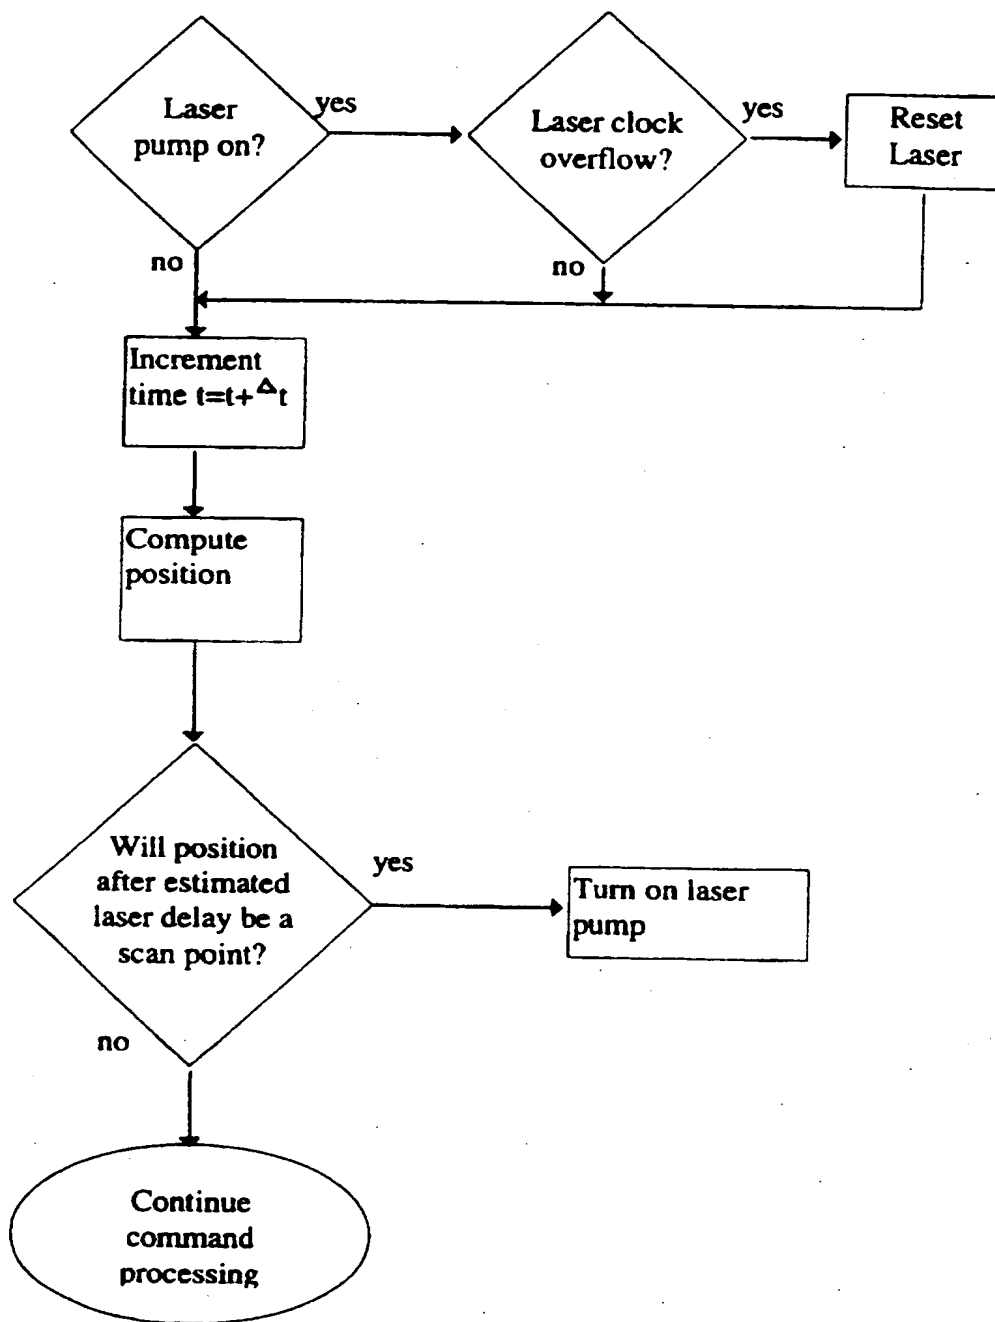 Laser
pump on?
yes
Laser clock
overflow?
yes
Reset
Laser
no
no
Increment
time t=t+Δt
Compute
position
Will position
after estimated
laser delay be a
scan point?
yes
Turn on laser
pump
no
Continue
command
processing